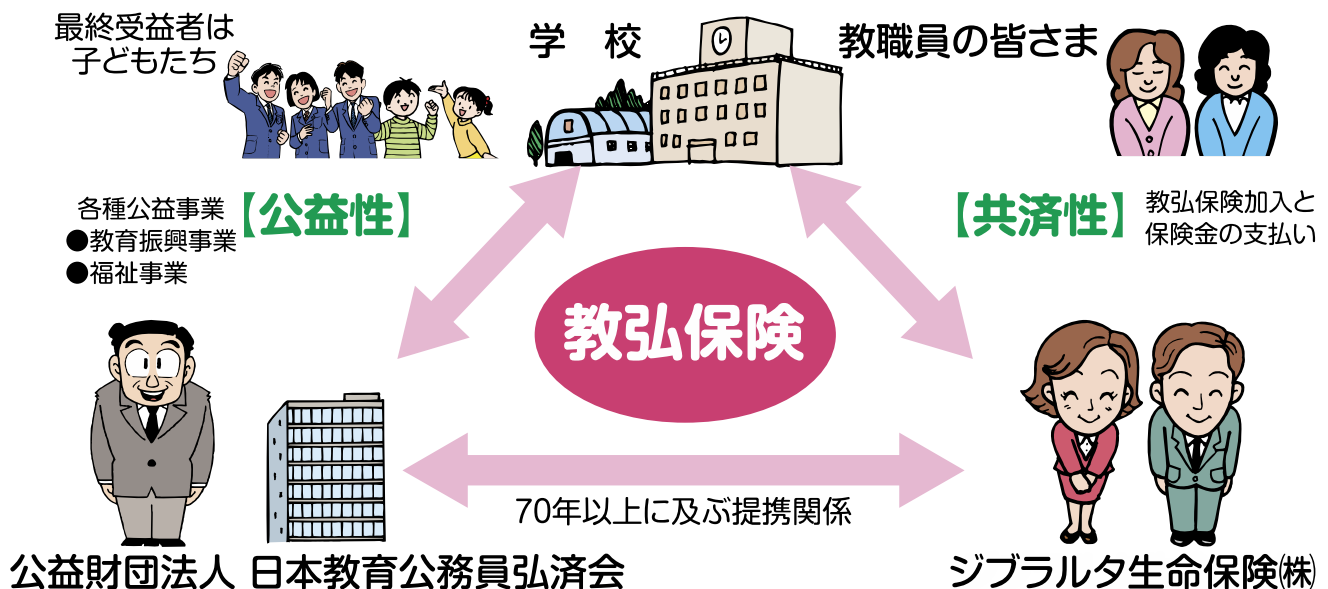 最終受益者は
子どもたち
学　校
教職員の皆さま
各種公益事業
●教育振興事業
●福祉事業
【公益性】
【共済性】
教弘保険加入と
保険金の支払い
教弘保険
70年以上に及ぶ提携関係
公益財団法人 日本教育公務員弘済会
ジブラルタ生命保険㈱